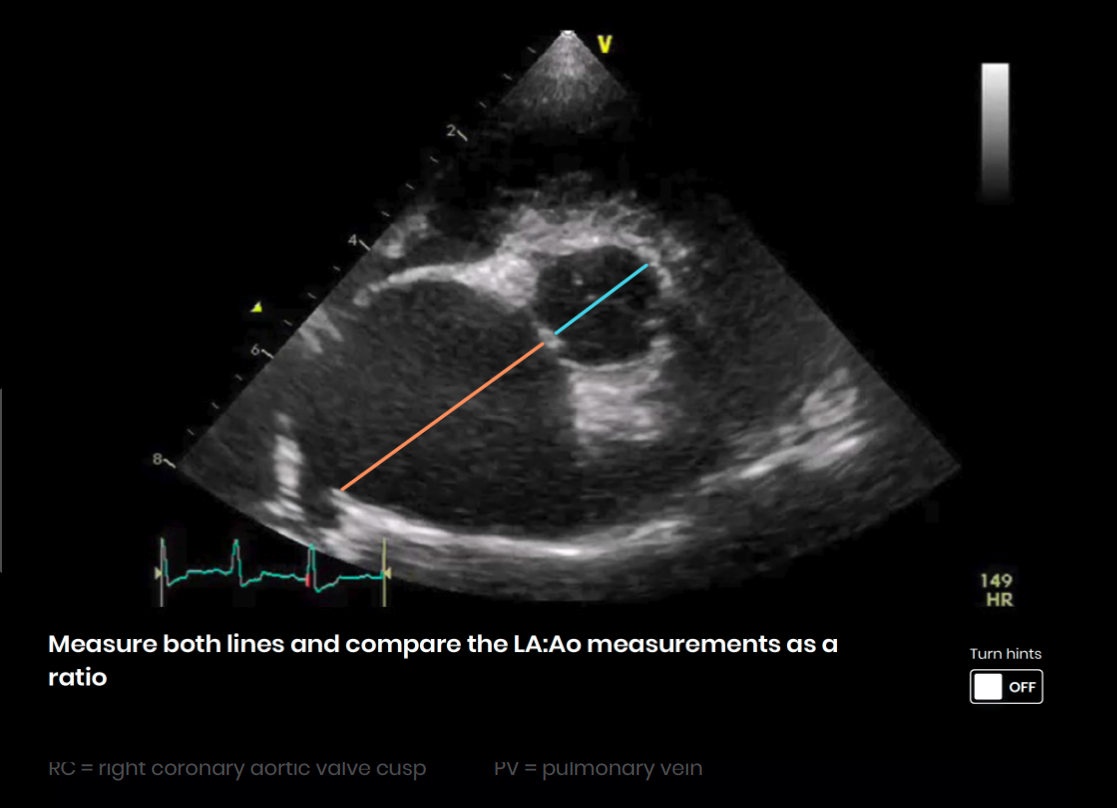 V
2
4
6
8
149
HR
Measure both lines and compare the LA:Ao measurements as a
ratio
Turn hints
OFF
RC = right coronary aortic valve cusp PV = pulmonary vein